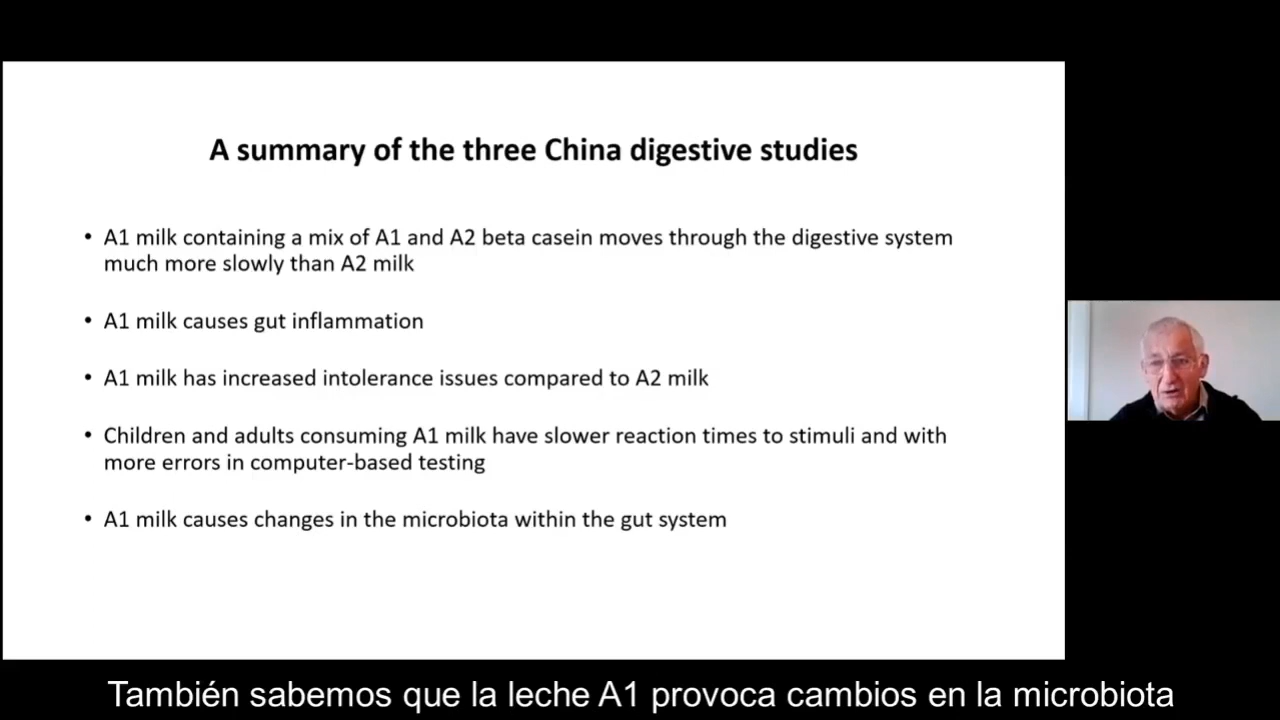 A summary of the three China digestive studies
• A1 milk containing a mix of A1 and A2 beta casein moves through the digestive system
much more slowly than A2 milk
• A1 milk causes gut inflammation
• A1 milk has increased intolerance issues compared to A2 milk
• Children and adults consuming A1 milk have slower reaction times to stimuli and with
more errors in computer-based testing
• A1 milk causes changes in the microbiota within the gut system
También sabemos que la leche A1 provoca cambios en la microbiota